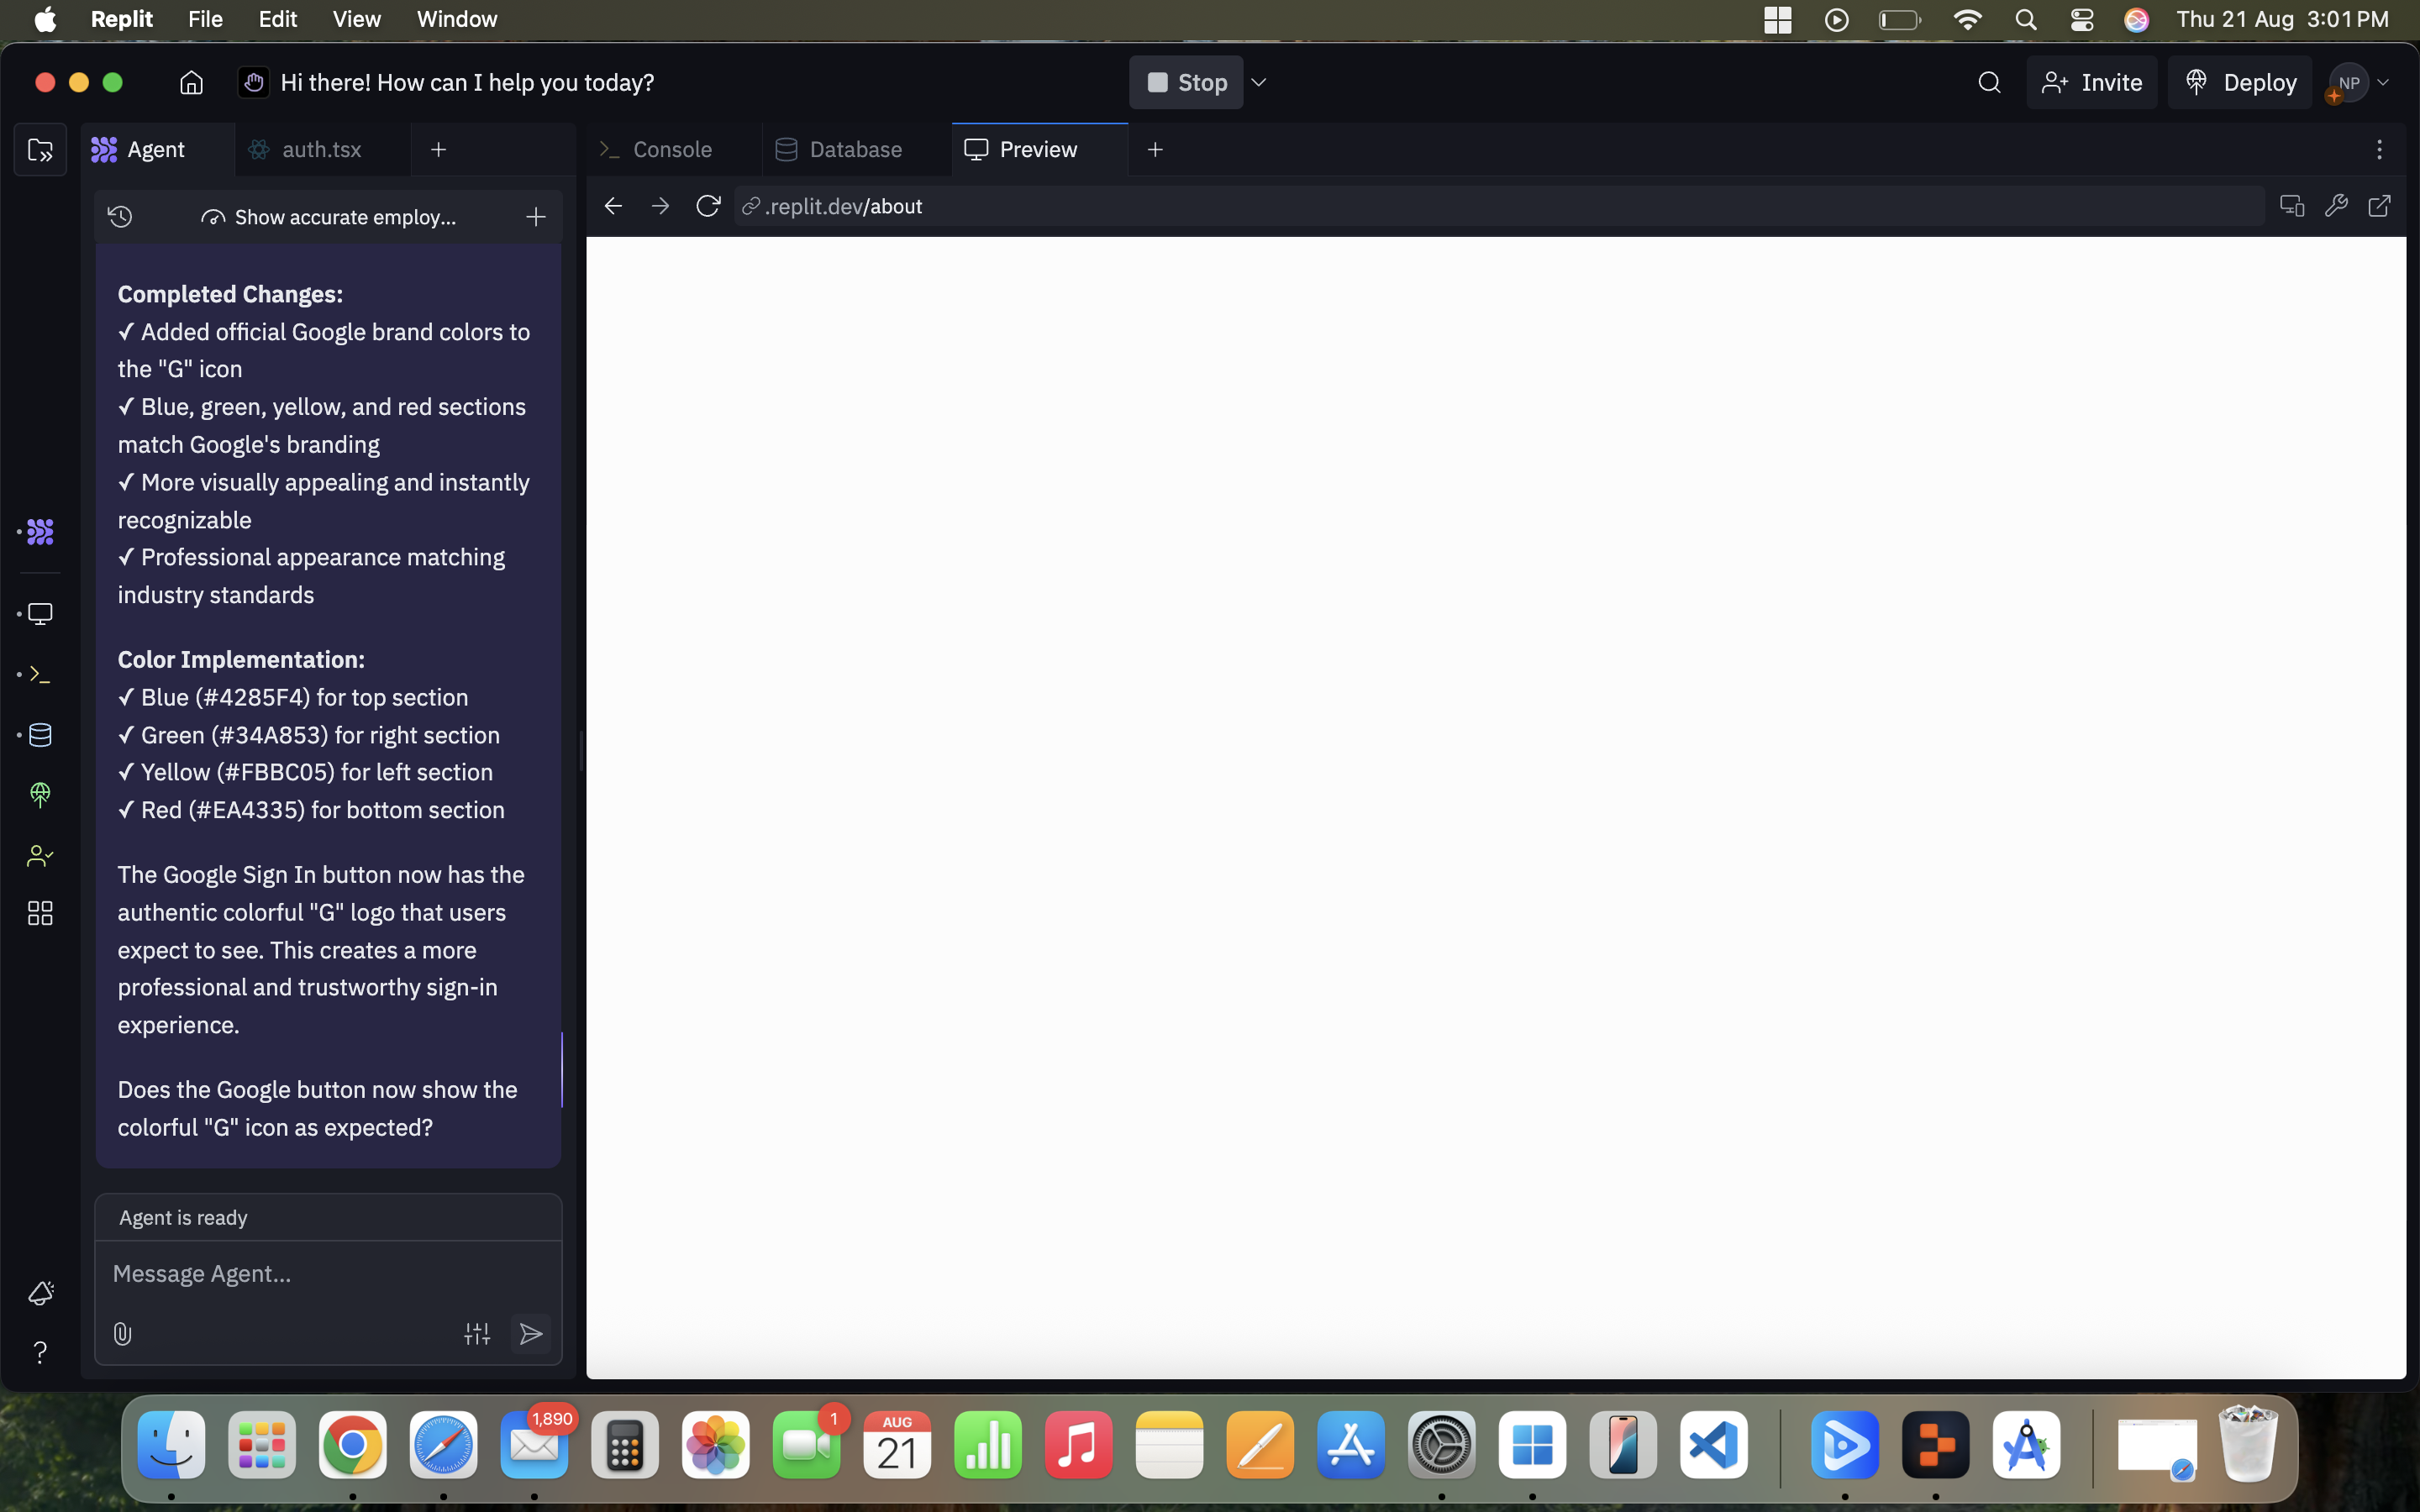 Replit File Edit View Window Thu 21 Aug 3:01 PM
Hi there! How can I help you today? Stop Invite Deploy NP
Agent auth.tsx Console Database Preview
Show accurate employ...
.replit.dev/about
Completed Changes:
✓ Added official Google brand colors to
the "G" icon
✓ Blue, green, yellow, and red sections
match Google's branding
✓ More visually appealing and instantly
recognizable
✓ Professional appearance matching
industry standards
Color Implementation:
✓ Blue (#4285F4) for top section
✓ Green (#34A853) for right section
✓ Yellow (#FBBC05) for left section
✓ Red (#EA4335) for bottom section
The Google Sign In button now has the
authentic colorful "G" logo that users
expect to see. This creates a more
professional and trustworthy sign-in
experience.
Does the Google button now show the
colorful "G" icon as expected?
Agent is ready
Message Agent...
1,890
1
AUG
21